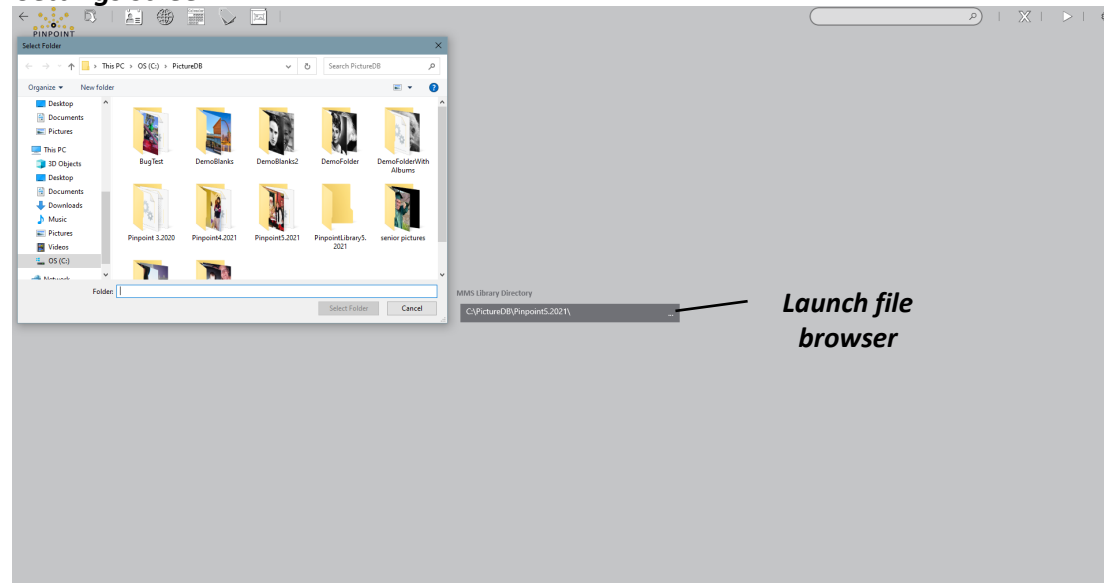 PINPOINT
Select Folder
This PC > OS (C:) > PictureDB
Search PictureDB
Organize
New folder
Desktop
Documents
Pictures
This PC
3D Objects
Desktop
Documents
Downloads
Music
Pictures
Videos
OS (C:)
Network
BugTest
DemoBlanks
DemoBlanks2
DemoFolder
DemoFolderWith
Albums
Pinpoint 3.2020
Pinpoint4.2021
Pinpoint5.2021
PinpointLibrary5.
2021
senior pictures
Folder:
Select Folder
Cancel
MMS Library Directory
C:\PictureDB\Pinpoint5.2021\
...
Launch file
browser